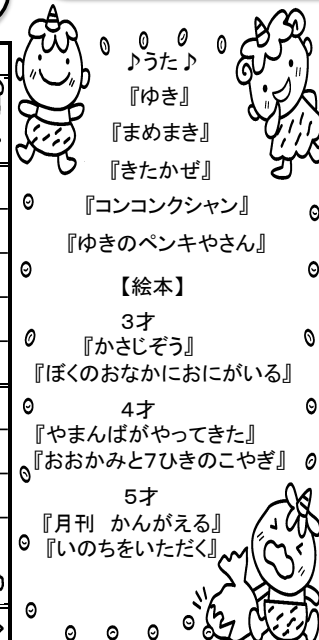 ♪うた♪
『ゆき』
『まめまき』
『きたかぜ』
『コンコンクシャン』
『ゆきのペンキやさん』
【絵本】
３才
『かさじぞう』
『ぼくのおなかにおにがいる』
４才
『やまんばがやってきた』
『おおかみと７ひきのこやぎ』
５才
『月刊　かんがえる』
『いのちをいただく』